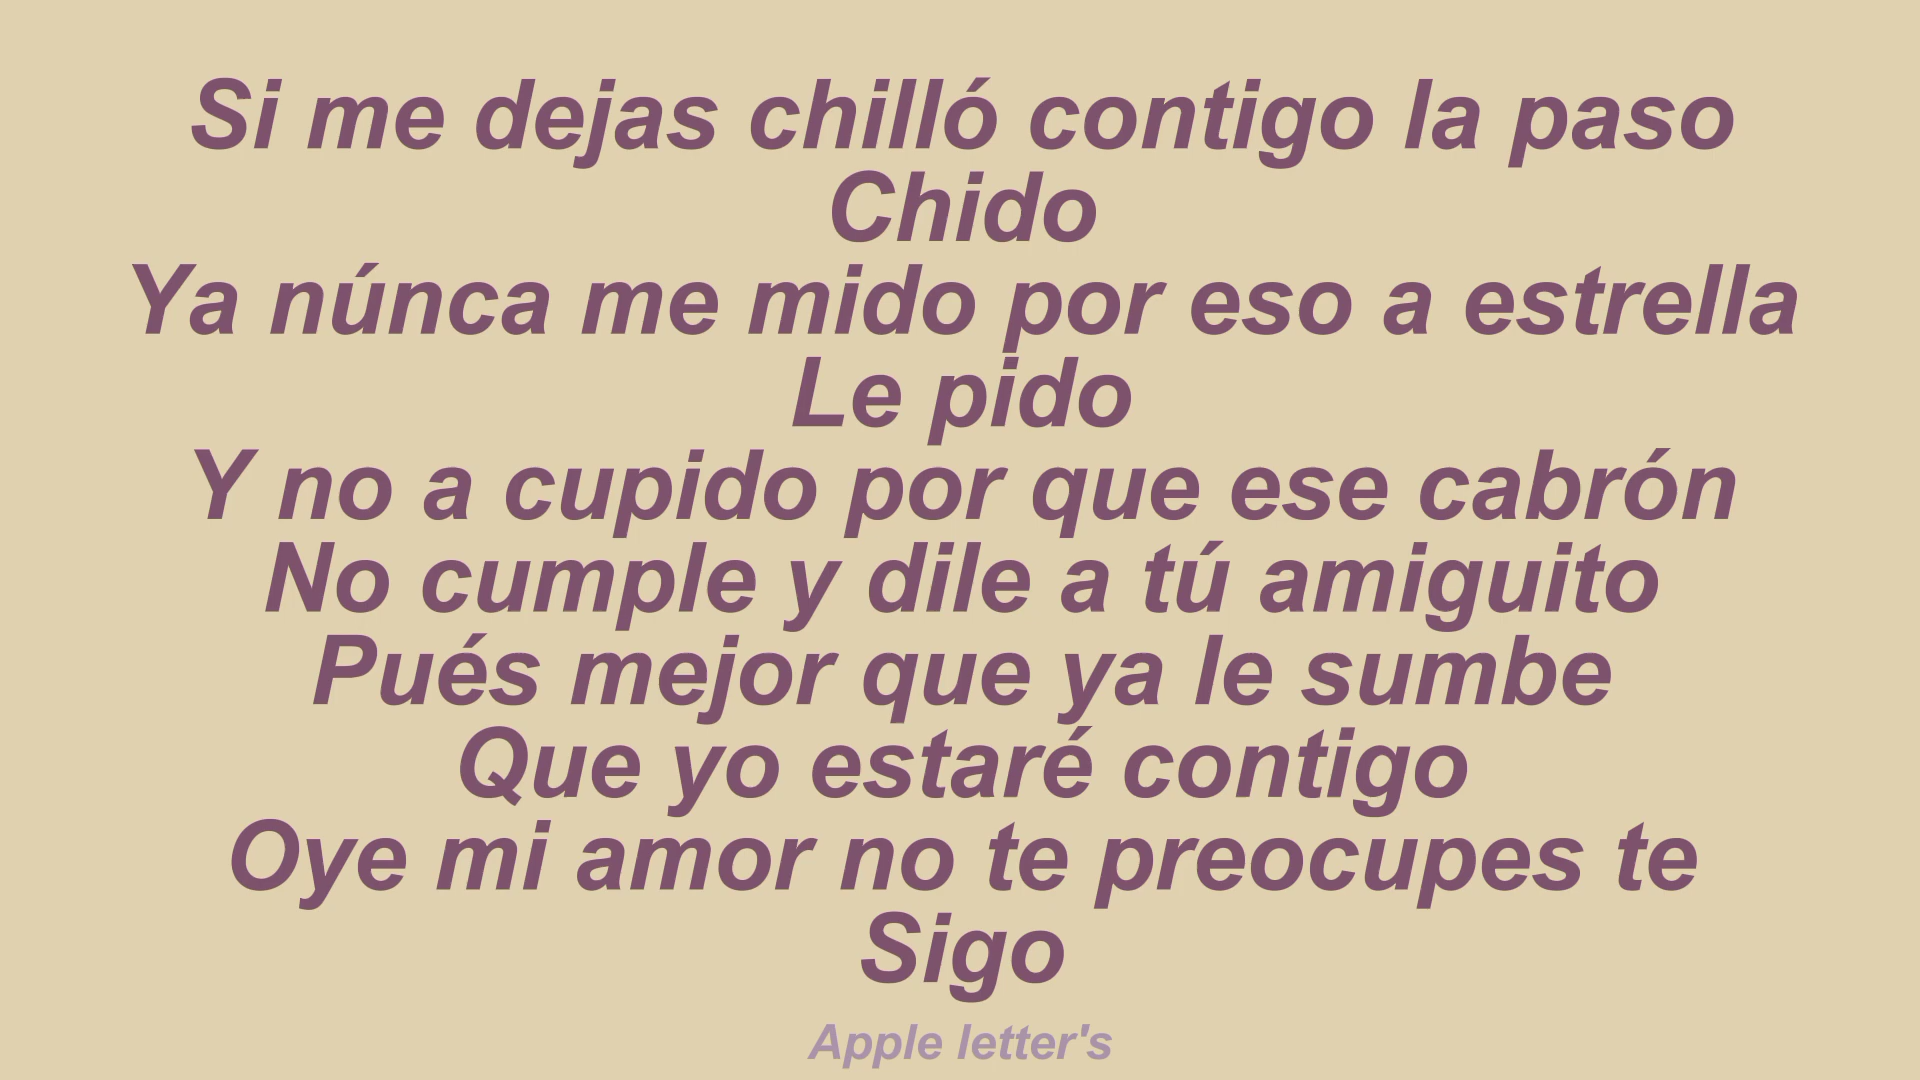 Si me dejas chilló contigo la paso
Chido
Ya núnca me mido por eso a estrella
Le pido
Y no a cupido por que ese cabrón
No cumple y dile a tú amiguito
Pués mejor que ya le sumbe
Que yo estaré contigo
Oye mi amor no te preocupes te
Sigo
Apple letter's